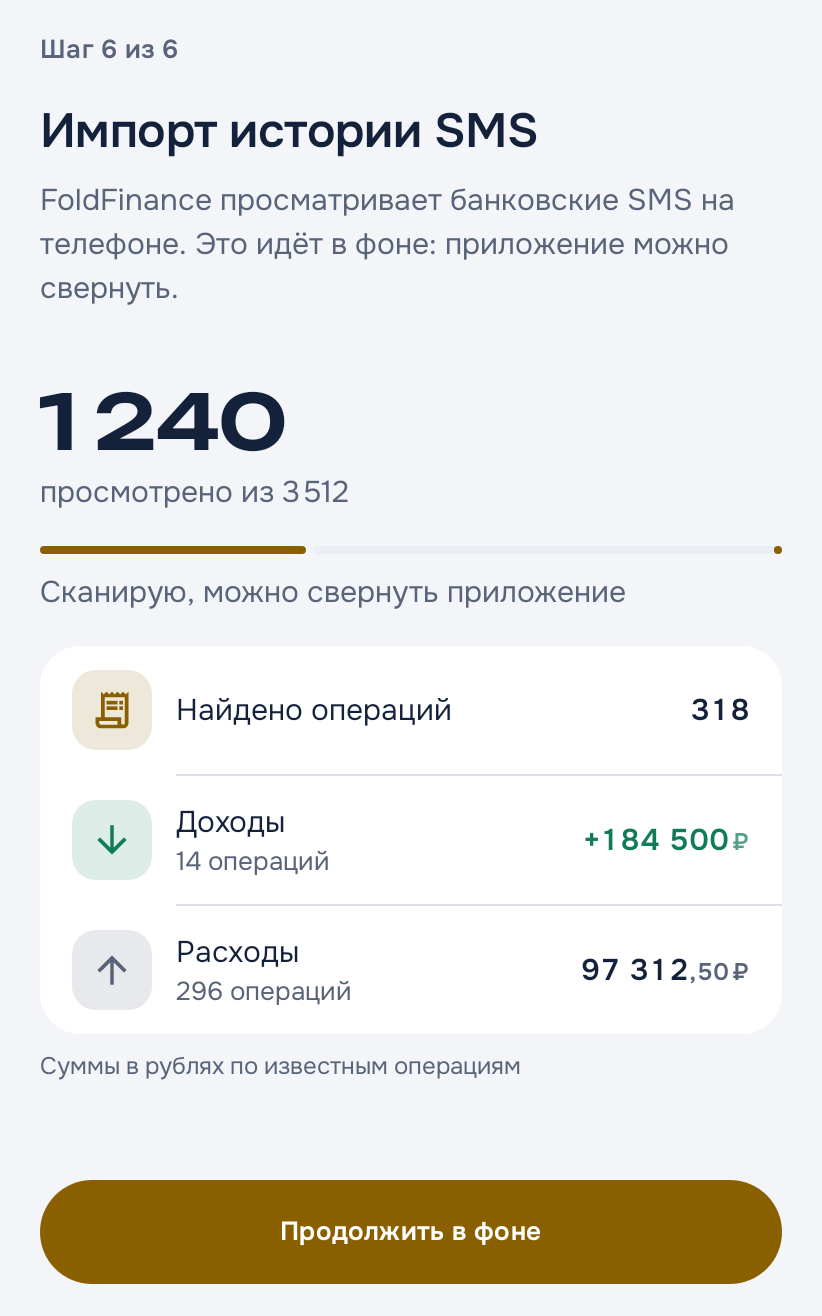 Шаг 6 из 6
Импорт истории SMS
FoldFinance просматривает банковские SMS на
телефоне. Это идёт в фоне: приложение можно
свернуть.
1 240
просмотрено из 3 512
Сканирую, можно свернуть приложение
Найдено операций 318
Доходы
14 операций
+184 500 ₽
Расходы
296 операций
97 312,50 ₽
Суммы в рублях по известным операциям
Продолжить в фоне